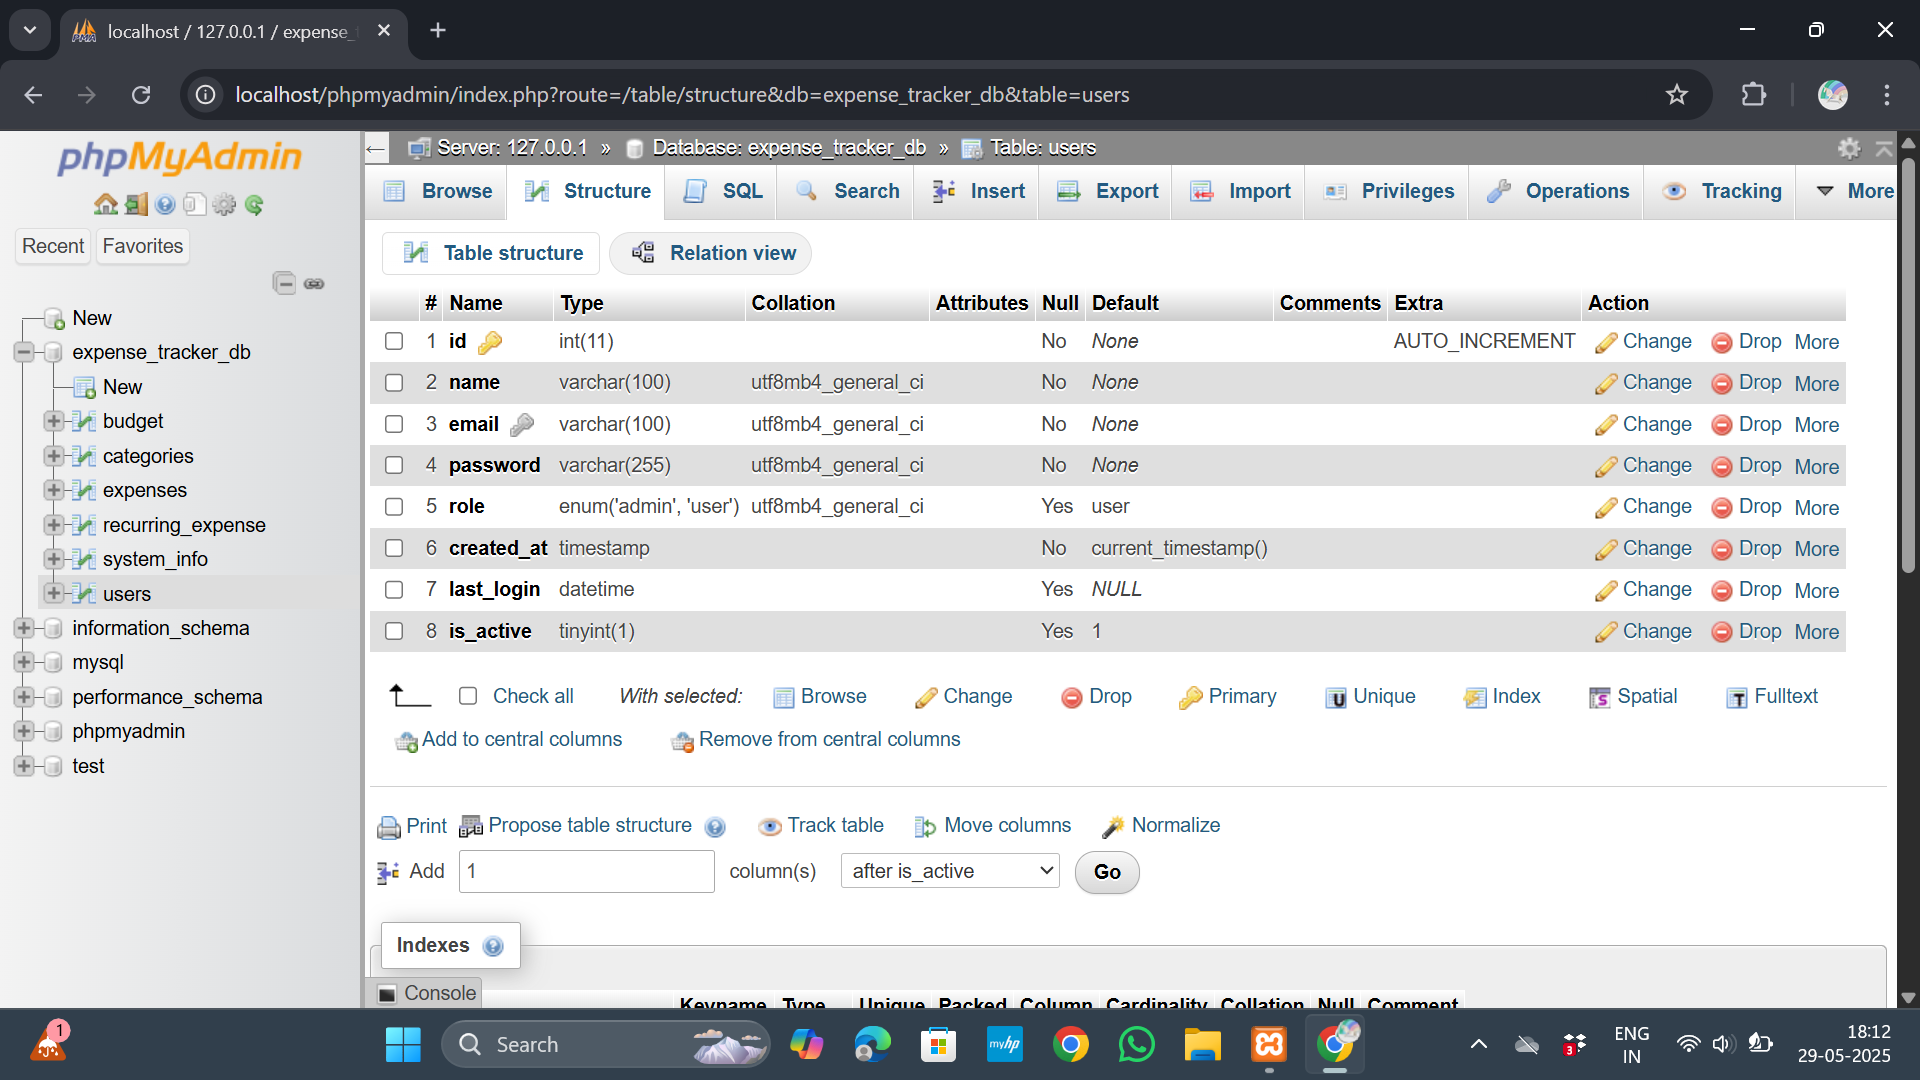 localhost / 127.0.0.1 / expense_
localhost/phpmyadmin/index.php?route=/table/structure&db=expense_tracker_db&table=users
phpMyAdmin
Recent Favorites
New
expense_tracker_db
New
budget
categories
expenses
recurring_expense
system_info
users
information_schema
mysql
performance_schema
phpmyadmin
test
Server: 127.0.0.1 » Database: expense_tracker_db » Table: users
Browse Structure SQL Search Insert Export Import Privileges Operations Tracking More
Table structure Relation view
# Name Type Collation Attributes Null Default Comments Extra Action
1 id int(11) No None AUTO_INCREMENT Change Drop More
2 name varchar(100) utf8mb4_general_ci No None Change Drop More
3 email varchar(100) utf8mb4_general_ci No None Change Drop More
4 password varchar(255) utf8mb4_general_ci No None Change Drop More
5 role enum('admin', 'user') utf8mb4_general_ci Yes user Change Drop More
6 created_at timestamp No current_timestamp() Change Drop More
7 last_login datetime Yes NULL Change Drop More
8 is_active tinyint(1) Yes 1 Change Drop More
Check all With selected: Browse Change Drop Primary Unique Index Spatial Fulltext
Add to central columns Remove from central columns
Print Propose table structure Track table Move columns Normalize
Add 1 column(s) after is_active Go
Indexes
Console
Keyname Type Unique Packed Column Cardinality Collation Null Comment
1
Search
myhp
3
ENG
IN
18:12
29-05-2025